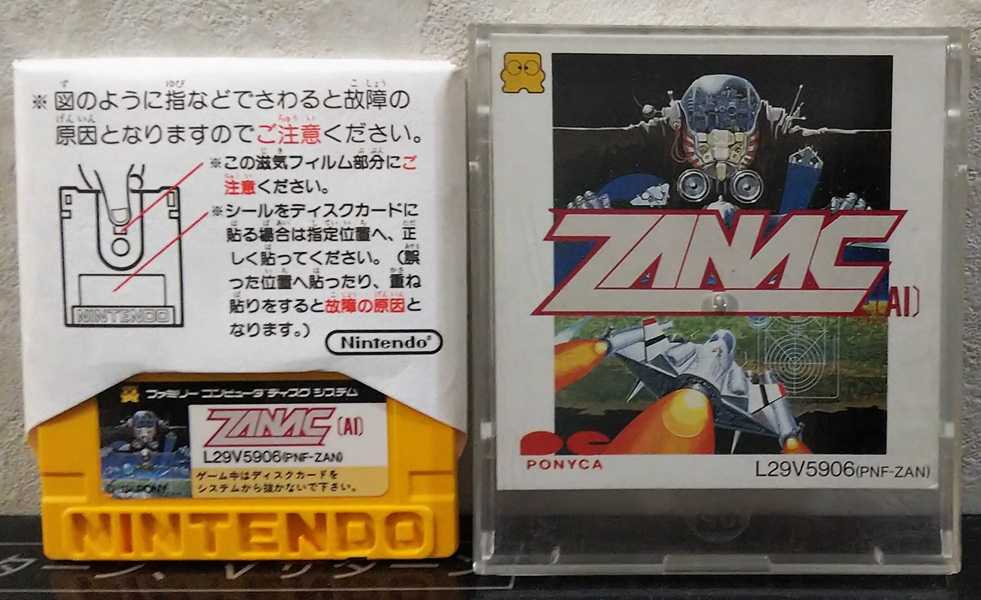 ※図のように指などでさわると故障の
原因となりますのでご注意ください。
※この滋気フィルム部分にご
注意ください。
※シールをディスクカードに
貼る場合は指定位置へ、正
しく貼ってください。(誤
った位置へ貼ったり、重ね
貼りをすると故障の原因と
なります。)
NINTENDO
Nintendo®
ファミリー コンピュータ ディスク システム
ZANAC (AI)
L29V5906(PNF-ZAN)
ゲーム中はディスクカードを
システムから抜かないで下さい。
NINTENDO
ZANAC
(AI)
PONYCA
L29V5906(PNF-ZAN)